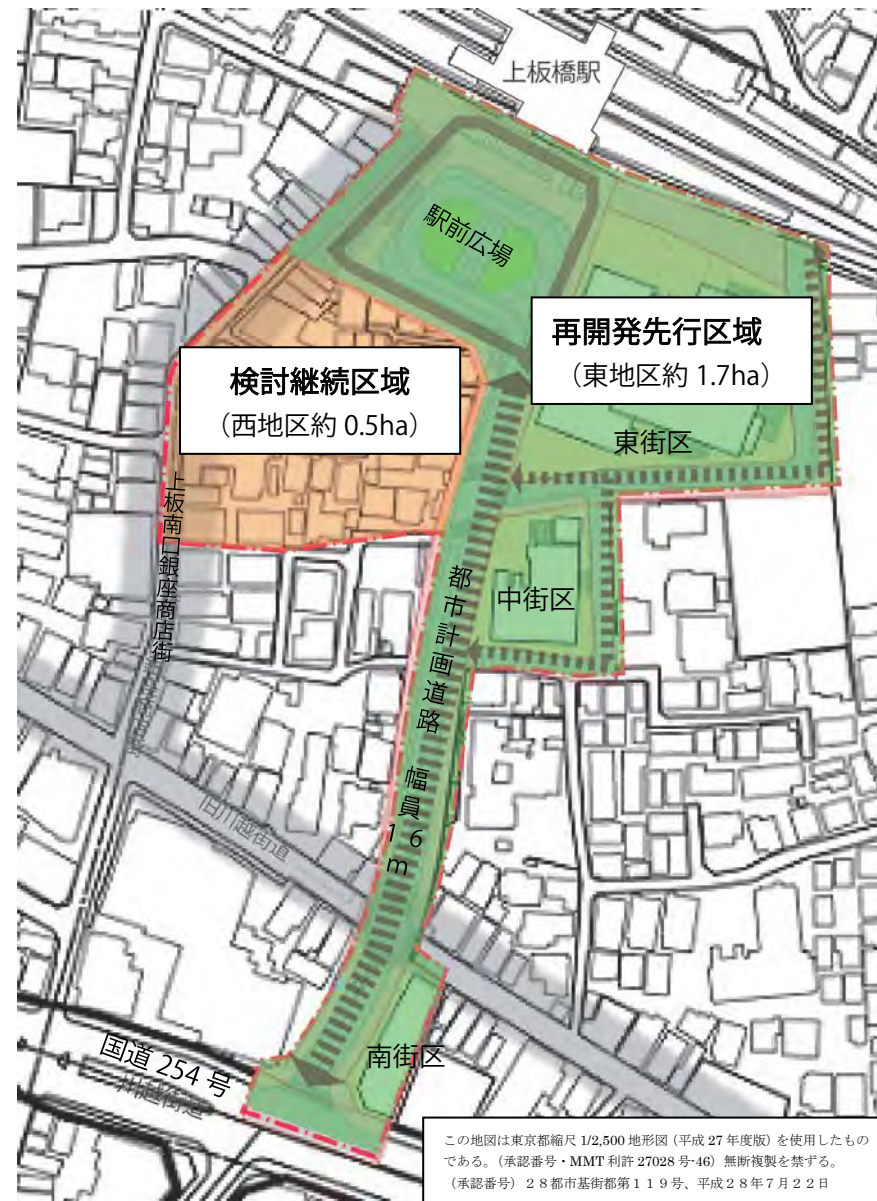 上板橋駅
駅前広場
再開発先行区域
（東地区約 1.7ha）
検討継続区域
（西地区約 0.5ha）
東街区
上板南口銀座商店街
中街区
都市計画道路 幅員16m
旧川越街道
南街区
国道 254 号
川越街道
この地図は東京都縮尺 1/2,500 地形図（平成 27 年度版）を使用したもの
である。（承認番号・MMT 利許 27028 号-46）無断複製を禁ずる。
（承認番号）２８都市基街都第１１９号、平成２８年７月２２日